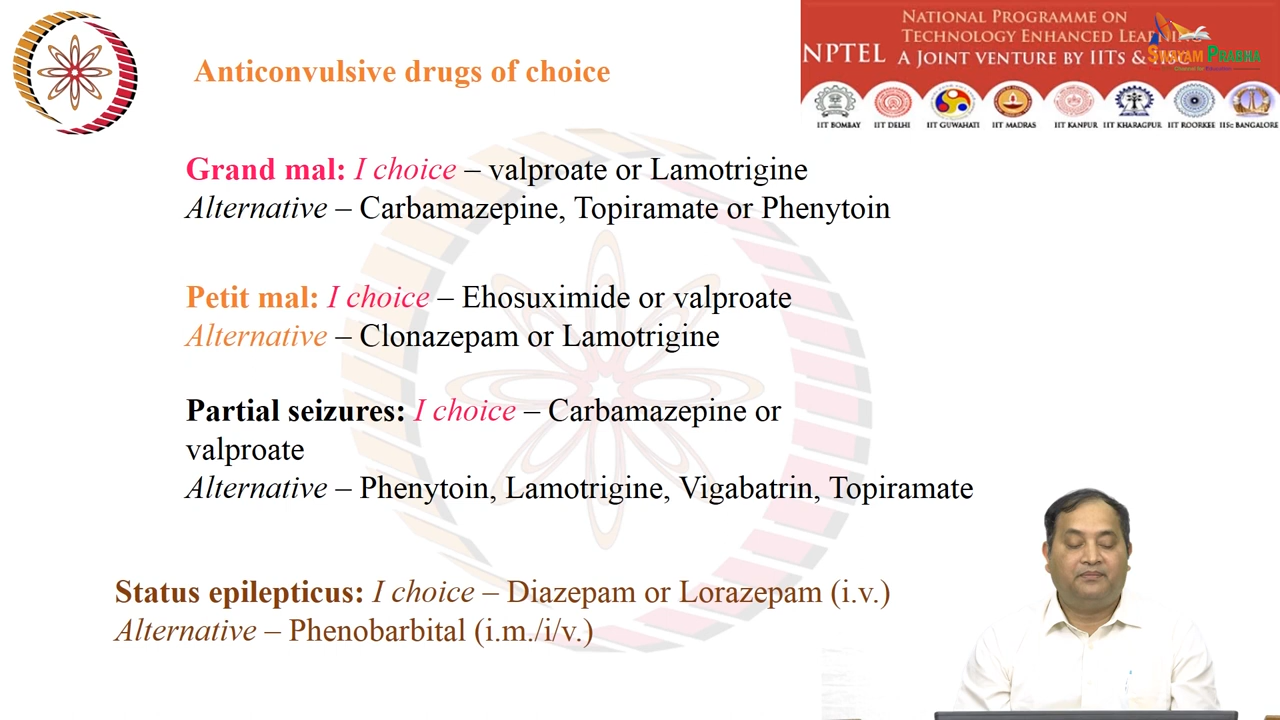 Anticonvulsive drugs of choice
NATIONAL PROGRAMME ON
TECHNOLOGY ENHANCED LEARNING
NPTEL A JOINT VENTURE BY IITS & IISC
SWAYAM PRABHA
IIT BOMBAY IIT DELHI IIT GUWAHATI IIT MADRAS IIT KANPUR IIT KHARAGPUR IIT ROORKEE IISc BANGALORE
Grand mal: I choice – valproate or Lamotrigine
Alternative – Carbamazepine, Topiramate or Phenytoin
Petit mal: I choice – Ehosuximide or valproate
Alternative – Clonazepam or Lamotrigine
Partial seizures: I choice – Carbamazepine or
valproate
Alternative – Phenytoin, Lamotrigine, Vigabatrin, Topiramate
Status epilepticus: I choice – Diazepam or Lorazepam (i.v.)
Alternative – Phenobarbital (i.m./i/v.)